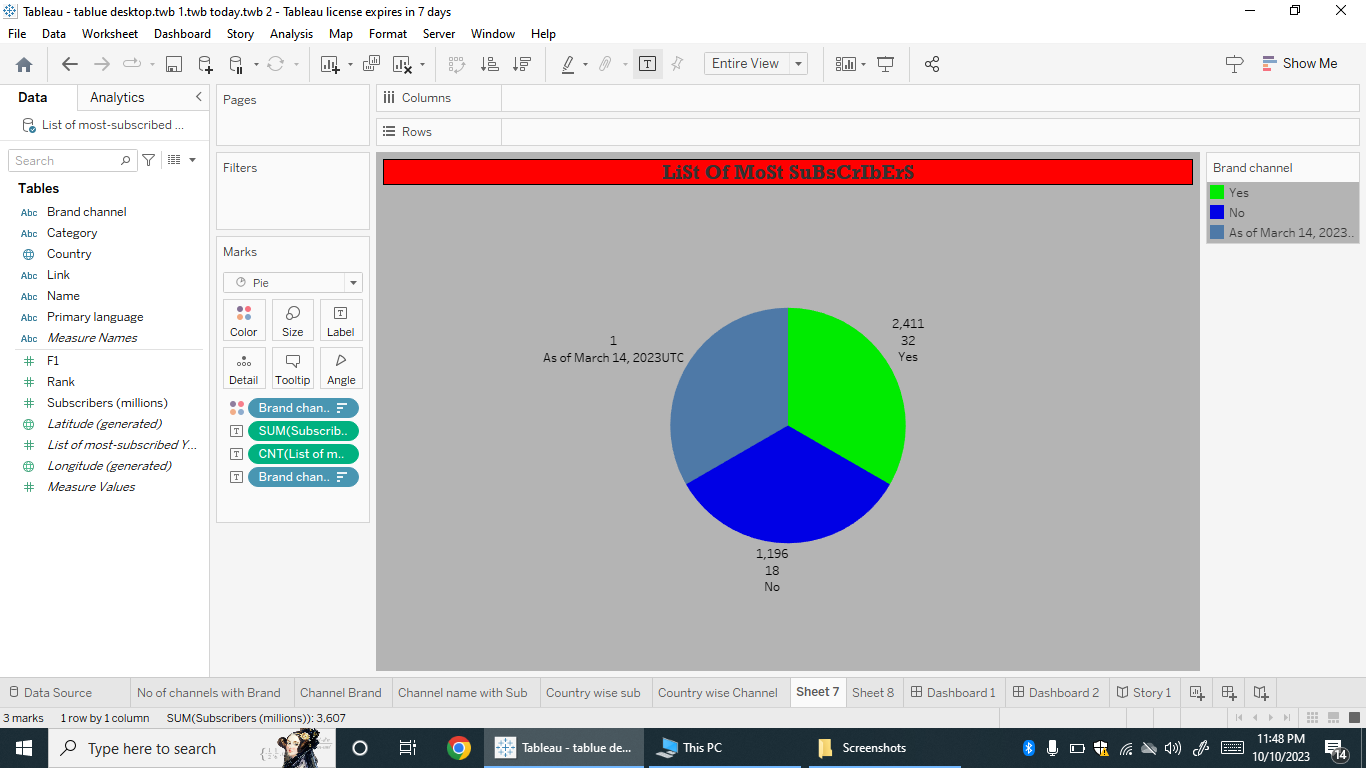 Tableau - tablue desktop.twb 1.twb today.twb 2 - Tableau license expires in 7 days
File Data Worksheet Dashboard Story Analysis Map Format Server Window Help
Entire View
Show Me
Data Analytics
List of most-subscribed ...
Search
Tables
Abc Brand channel
Abc Category
Country
Abc Link
Abc Name
Abc Primary language
Abc Measure Names
F1
Rank
Subscribers (millions)
Latitude (generated)
List of most-subscribed Y...
Longitude (generated)
Measure Values
Pages
Filters
Marks
Pie
Color Size Label
Detail Tooltip Angle
Brand chan..
SUM(Subscrib..
CNT(List of m..
Brand chan..
Columns
Rows
LiSt Of MoSt SuBsCrIbErS
2,411
32
Yes
1
As of March 14, 2023UTC
1,196
18
No
Brand channel
Yes
No
As of March 14, 2023..
Data Source No of channels with Brand Channel Brand Channel name with Sub Country wise sub Country wise Channel Sheet 7 Sheet 8 Dashboard 1 Dashboard 2 Story 1
3 marks 1 row by 1 column SUM(Subscribers (millions)): 3,607
Type here to search
Tableau - tablue de...
This PC
Screenshots
11:48 PM
10/10/2023
14